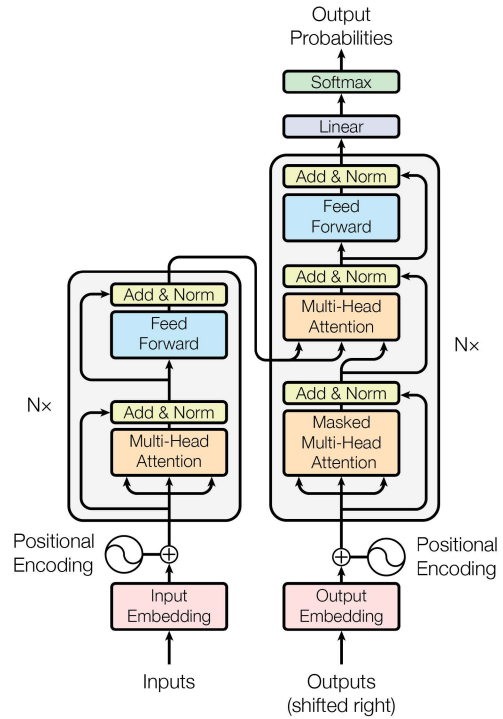 Output
Probabilities
Softmax
Linear
Add & Norm
Feed
Forward
Add & Norm
Multi-Head
Attention
Add & Norm
Masked
Multi-Head
Attention
N×
Add & Norm
Feed
Forward
N×
Add & Norm
Multi-Head
Attention
Positional
Encoding
Positional
Encoding
Input
Embedding
Output
Embedding
Inputs
Outputs
(shifted right)